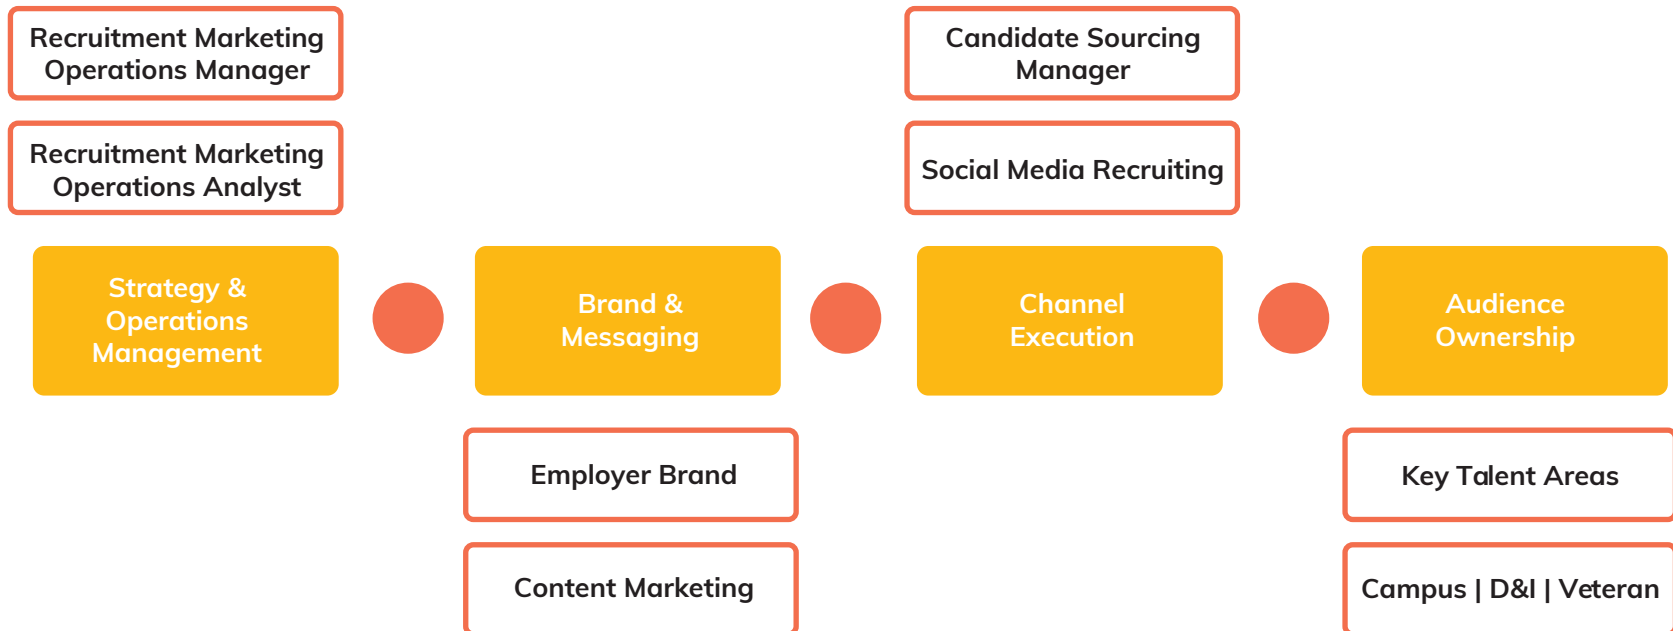 Recruitment Marketing
Operations Manager
Candidate Sourcing
Manager
Recruitment Marketing
Operations Analyst
Social Media Recruiting
Strategy &
Operations
Management
Brand &
Messaging
Channel
Execution
Audience
Ownership
Employer Brand
Key Talent Areas
Content Marketing
Campus | D&I | Veteran